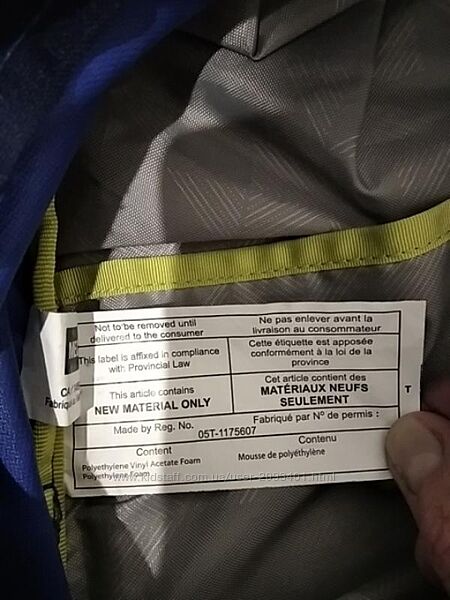 Not to be removed until
delivered to the consumer
Ne pas enlever avant la
livraison au consommateur
This label is affixed in compliance
with Provincial Law
Cette étiquette est apposée
conformément à la loi de la
province
This article contains
NEW MATERIAL ONLY
Cet article contient des
MATÉRIAUX NEUFS
SEULEMENT
T
Made by Reg. No.
Fabriqué par Nº de permis :
05T-1175607
Content
Contenu
Polyethylene Vinyl Acetate Foam
Polyethylene Foam
Mousse de polyéthylène